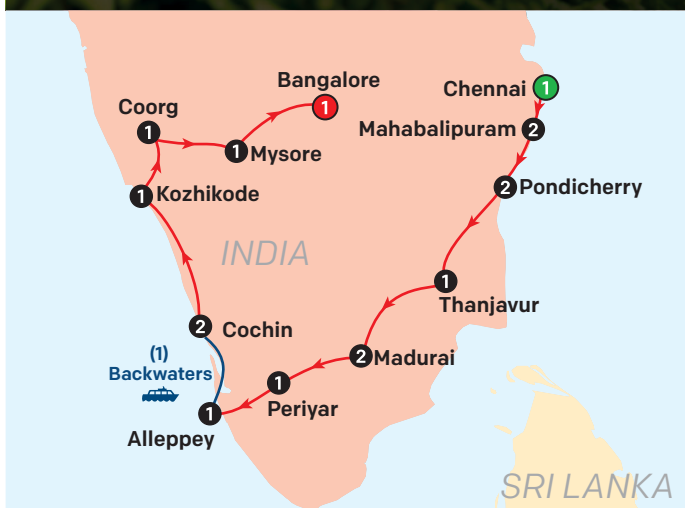 Bangalore
1
Chennai 1
Coorg
1
Mahabalipuram 2
1
Mysore
2 Pondicherry
1 Kozhikode
INDIA
1
Thanjavur
2 Cochin
(1)
Backwaters
2 Madurai
1
Periyar
1
Alleppey
SRI LANKA